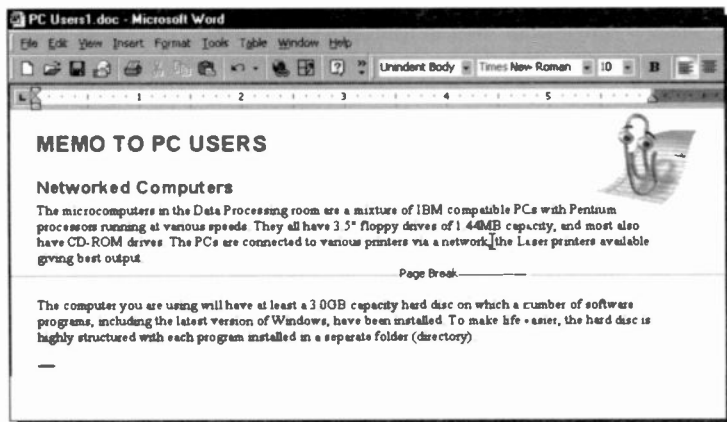 PC Users1.doc - Microsoft Word
File Edit View Insert Format Tools Table Window Help
Unindent Body Times New Roman 10 B
1 2 3 4 5
MEMO TO PC USERS
Networked Computers
The microcomputers in the Data Processing room are a mixture of IBM compatible PCs with Pentium
processors running at various speeds. They all have 3.5" floppy drives of 1.44MB capacity, and most also
have CD-ROM drives. The PCs are connected to various printers via a network, the Laser printers available
giving best output.
Page Break
The computer you are using will have at least a 3.0GB capacity hard disc on which a number of software
programs, including the latest version of Windows, have been installed. To make life easier, the hard disc is
highly structured with each program installed in a separate folder (directory)